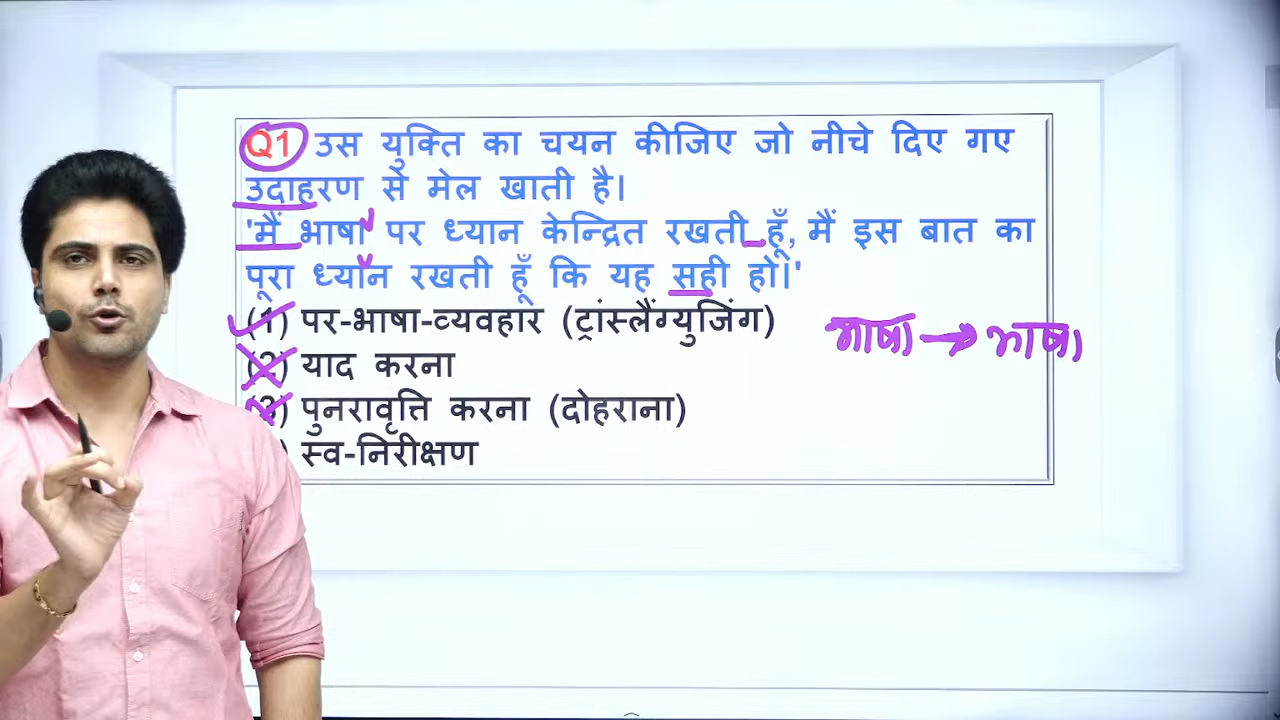 Q1 उस युक्ति का चयन कीजिए जो नीचे दिए गए
उदाहरण से मेल खाती है।
'मैं भाषा पर ध्यान केन्द्रित रखती हूँ, मैं इस बात का
पूरा ध्यान रखती हूँ कि यह सही हो।'
(1) पर-भाषा-व्यवहार (ट्रांस्लैंग्युजिंग)
भाषा → भाषा
(2) याद करना
(3) पुनरावृत्ति करना (दोहराना)
) स्व-निरीक्षण